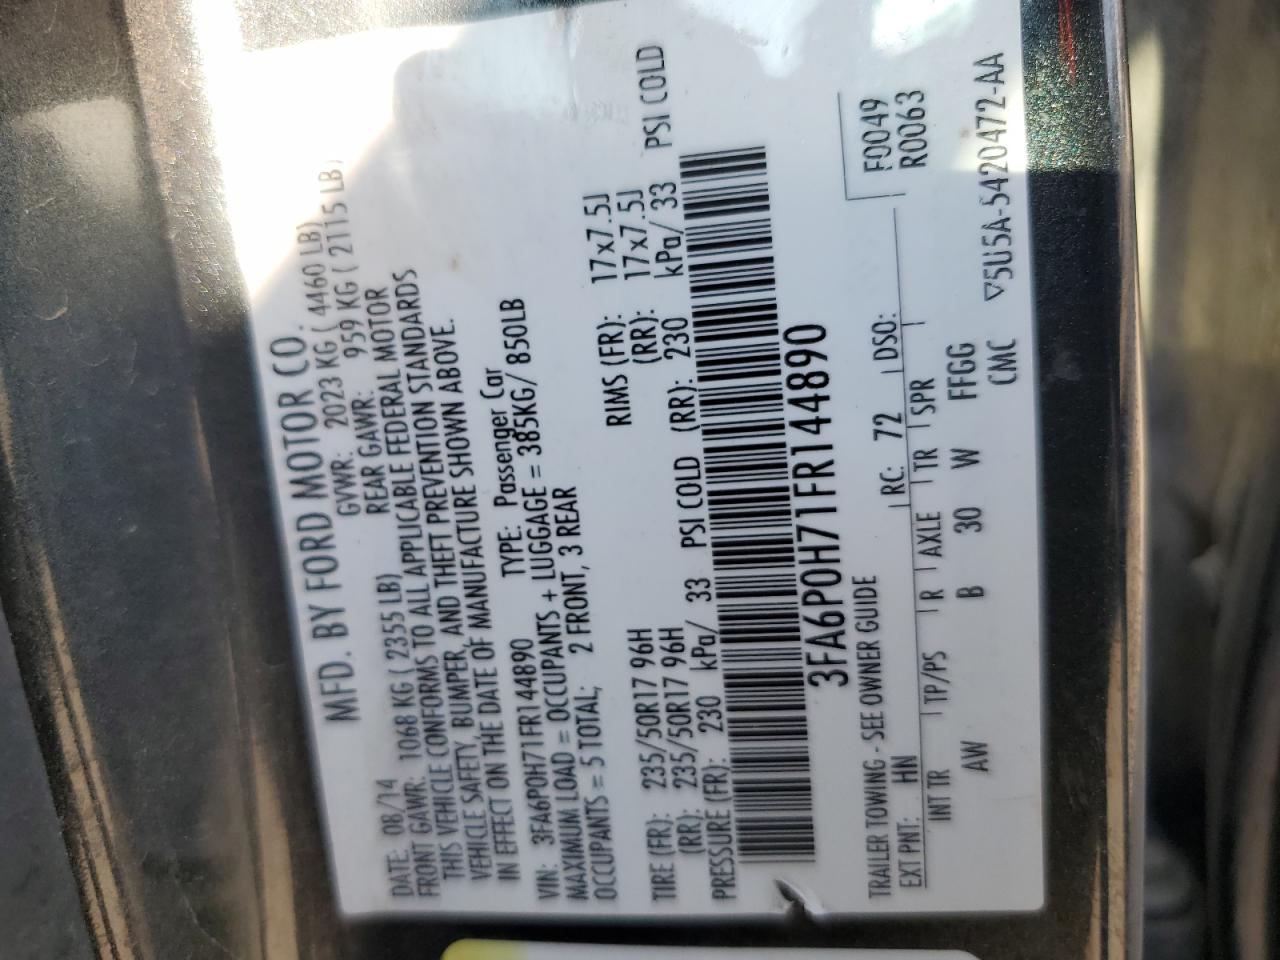 MFD. BY FORD MOTOR CO.
DATE: 08/14 GVWR: 2023 KG ( 4460 LB)
FRONT GAWR: 1068 KG ( 2355 LB) REAR GAWR: 959 KG ( 2115 LB)
THIS VEHICLE CONFORMS TO ALL APPLICABLE FEDERAL MOTOR
VEHICLE SAFETY, BUMPER, AND THEFT PREVENTION STANDARDS
IN EFFECT ON THE DATE OF MANUFACTURE SHOWN ABOVE.
VIN: 3FA6P0H71FR144890 TYPE: Passenger Car
MAXIMUM LOAD = OCCUPANTS + LUGGAGE = 385KG/ 850LB
OCCUPANTS = 5 TOTAL; 2 FRONT, 3 REAR
TIRE (FR): 235/50R17 96H RIMS (FR): 17x7.5J
(RR): 235/50R17 96H (RR): 17x7.5J
PRESSURE (FR): 230 kPa/ 33 PSI COLD (RR): 230 kPa/ 33 PSI COLD
3FA6P0H71FR144890
TRAILER TOWING - SEE OWNER GUIDE
F0049
R0063
EXT PNT: HN RC: 72 DSO:
INT TR TP/PS R AXLE TR SPR
AW B 30 W FFGG
CMC ▽5U5A-5420472-AA